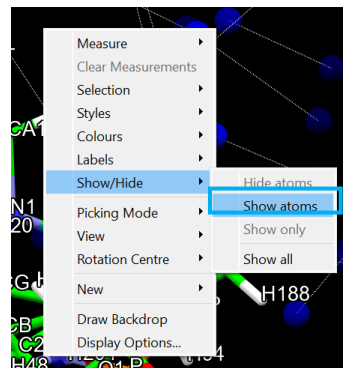 Measure
Clear Measurements
Selection
Styles
CA1
Colours
Labels
Show/Hide
Hide atoms
N1
Show atoms
20
Picking Mode
View
Show only
Rotation Centre
Show all
CG
New
H188
Draw Backdrop
CB
C2
Display Options...
H48